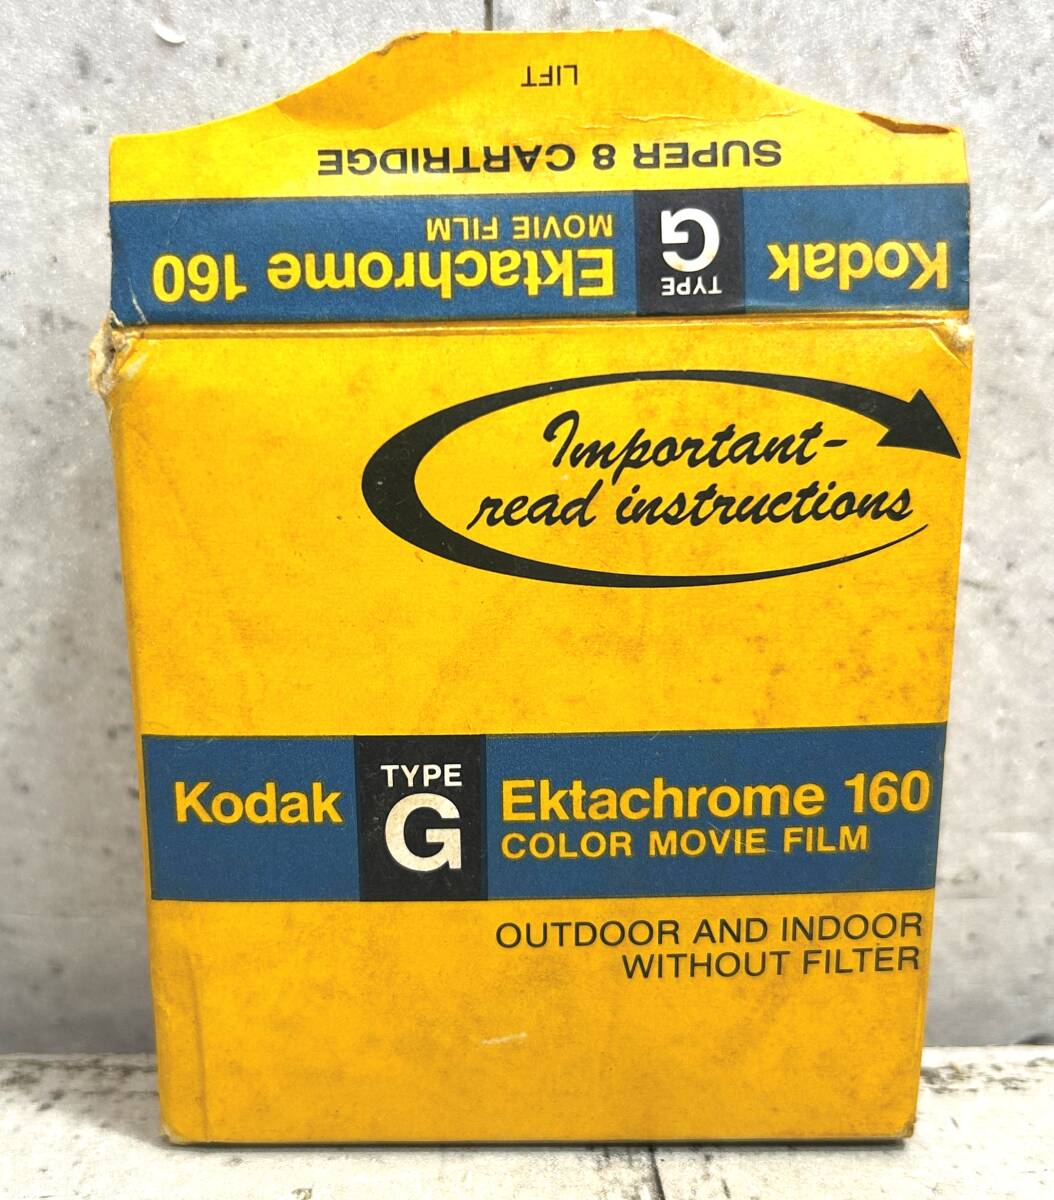 LIFT
SUPER 8 CARTRIDGE
Kodak TYPE G Ektachrome 160
MOVIE FILM
Important-
read instructions
Kodak TYPE G Ektachrome 160
COLOR MOVIE FILM
OUTDOOR AND INDOOR
WITHOUT FILTER